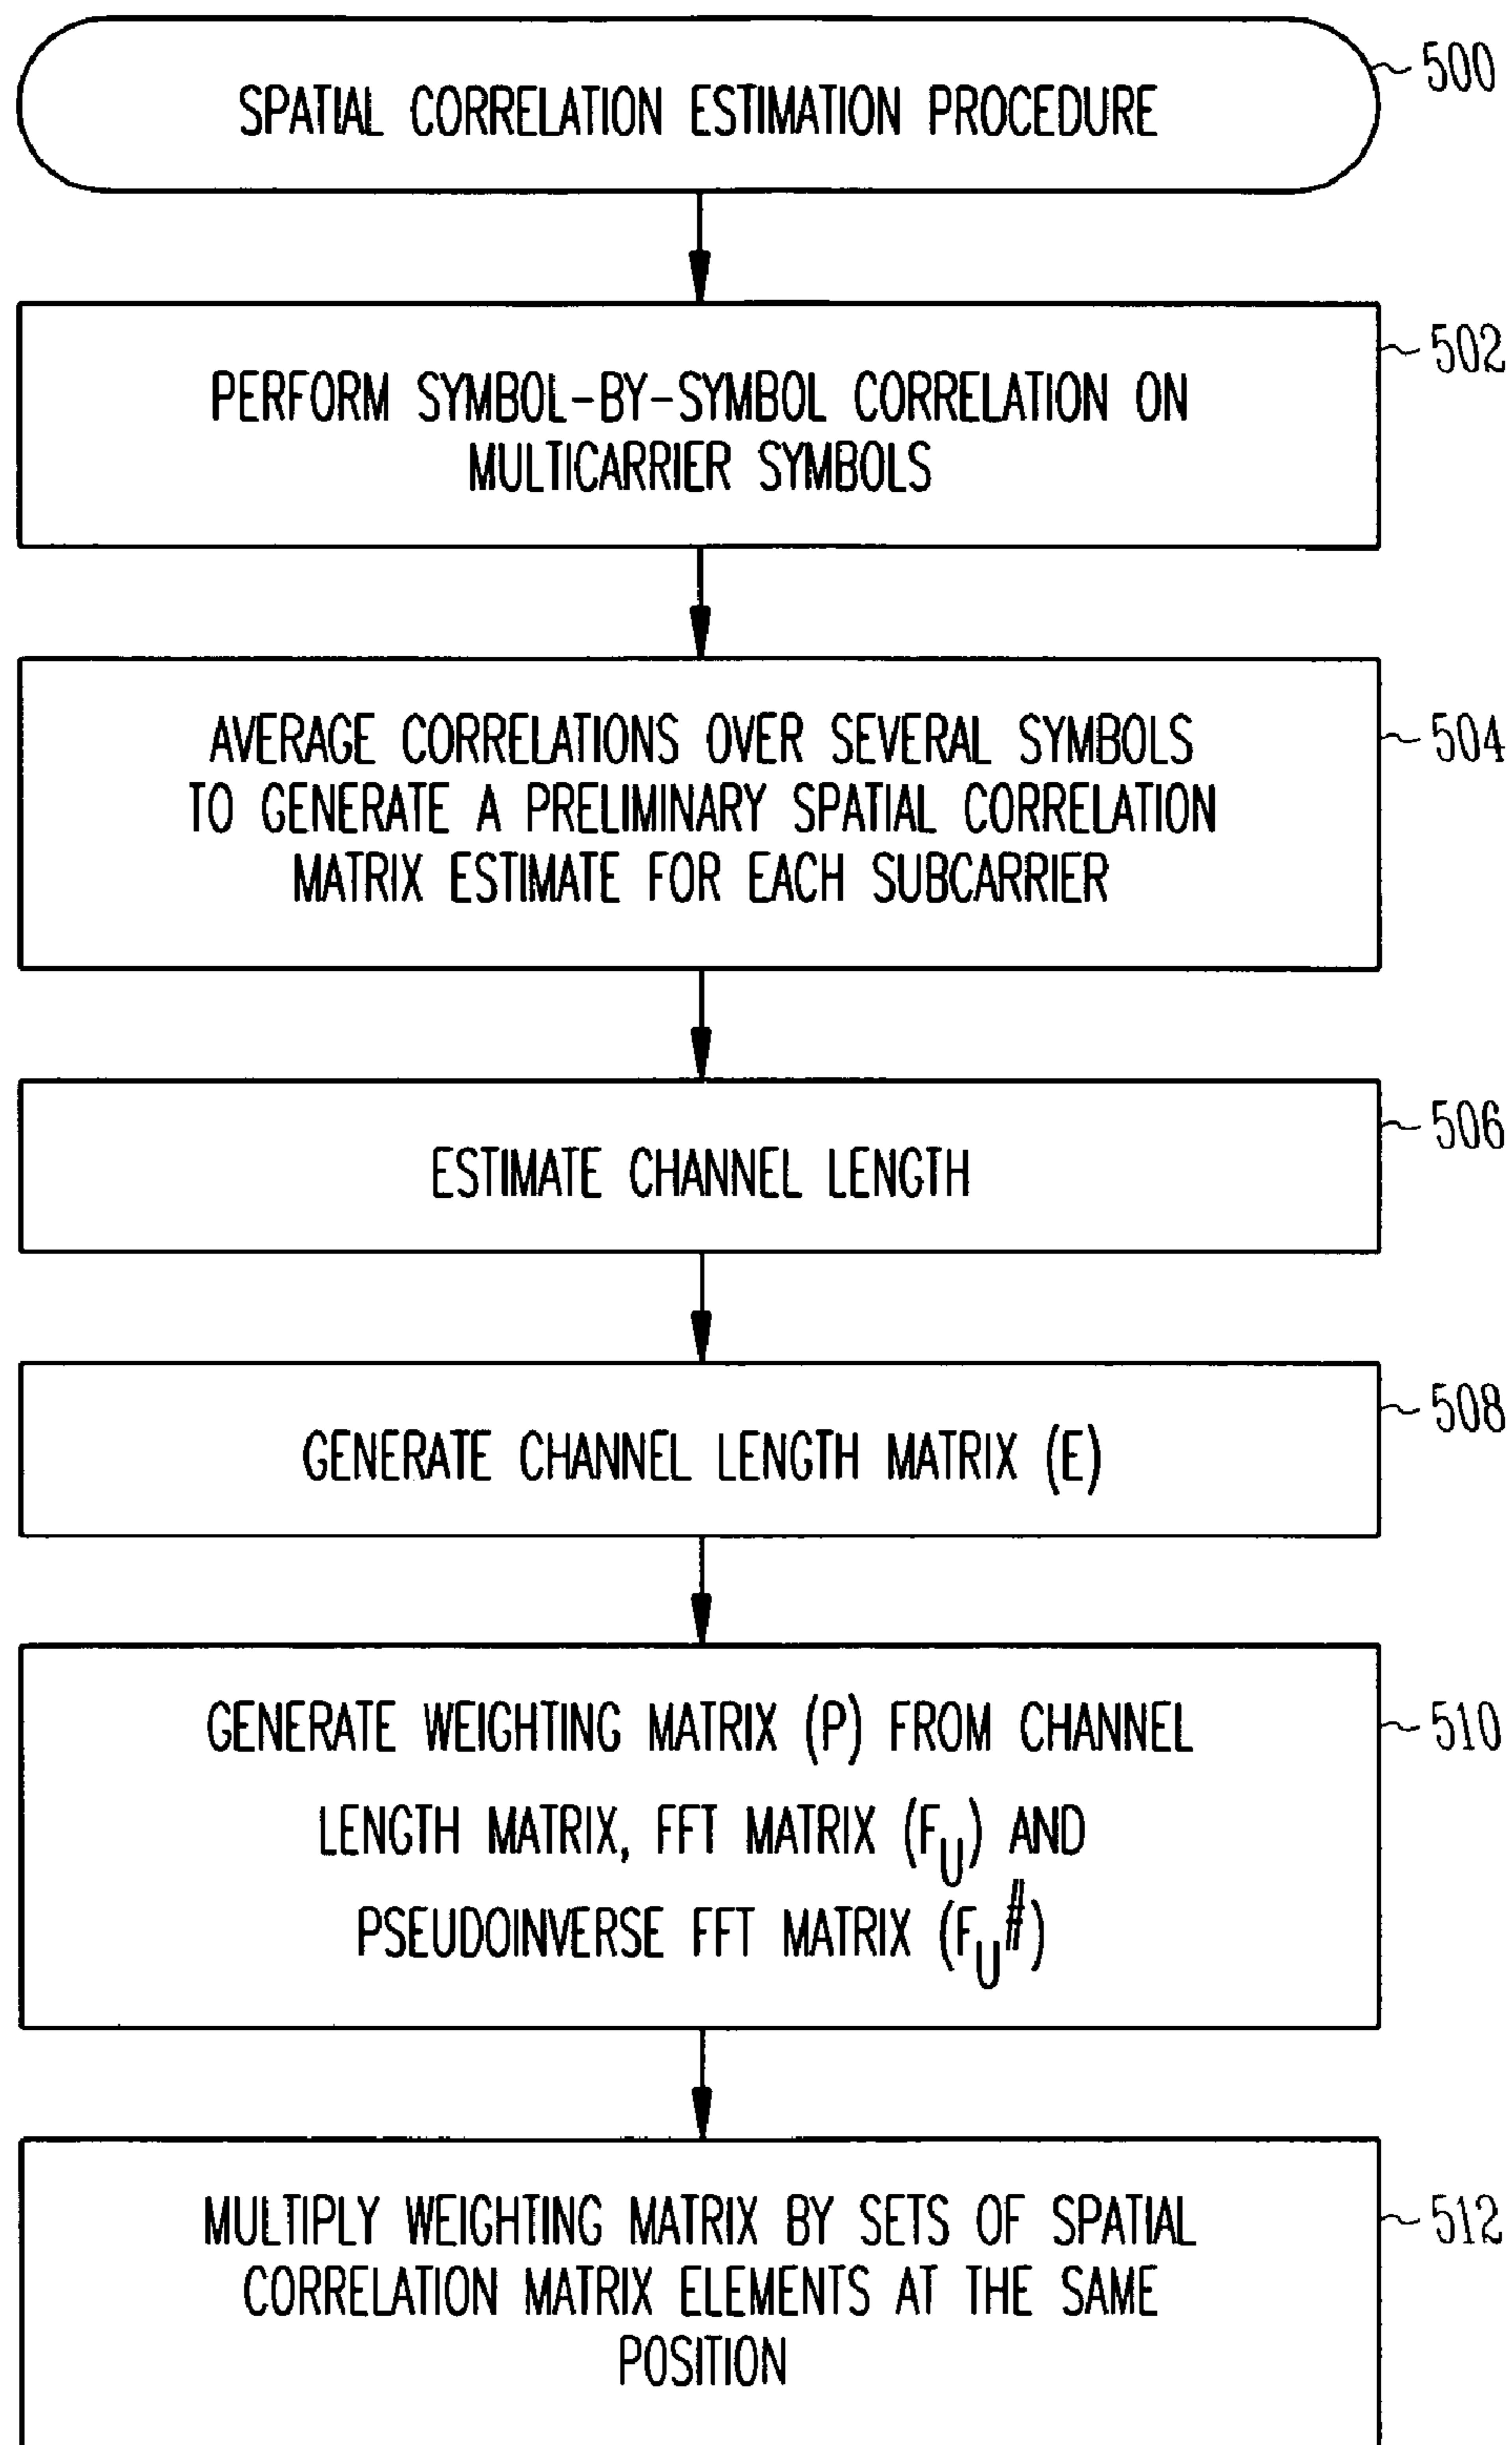 SPATIAL CORRELATION ESTIMATION PROCEDURE
500
PERFORM SYMBOL-BY-SYMBOL CORRELATION ON
MULTICARRIER SYMBOLS
502
AVERAGE CORRELATIONS OVER SEVERAL SYMBOLS
TO GENERATE A PRELIMINARY SPATIAL CORRELATION
MATRIX ESTIMATE FOR EACH SUBCARRIER
504
ESTIMATE CHANNEL LENGTH
506
GENERATE CHANNEL LENGTH MATRIX (E)
508
GENERATE WEIGHTING MATRIX (P) FROM CHANNEL
LENGTH MATRIX, FFT MATRIX (F_U) AND
PSEUDOINVERSE FFT MATRIX (F_U#)
510
MULTIPLY WEIGHTING MATRIX BY SETS OF SPATIAL
CORRELATION MATRIX ELEMENTS AT THE SAME
POSITION
512